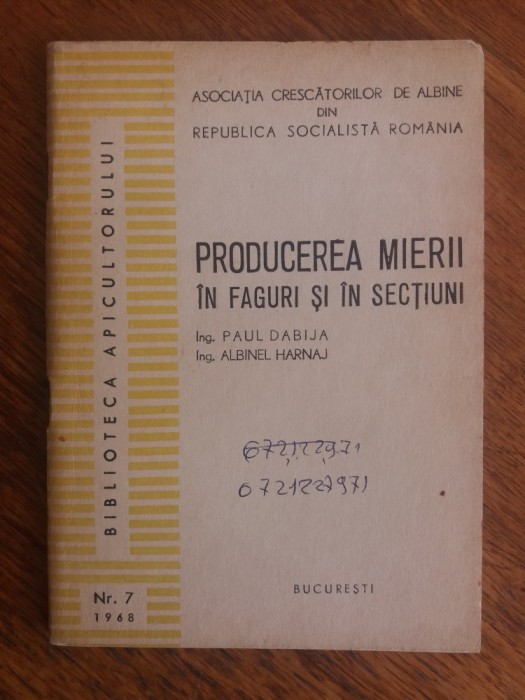 ASOCIAȚIA CRESCĂTORILOR DE ALBINE
DIN
REPUBLICA SOCIALISTĂ ROMÂNIA
BIBLIOTECA APICULTORULUI
PRODUCEREA MIERII
ÎN FAGURI ȘI ÎN SECȚIUNI
Ing. PAUL DABIJA
Ing. ALBINEL HARNAJ
0721227971
Nr. 7
1968
BUCUREȘTI